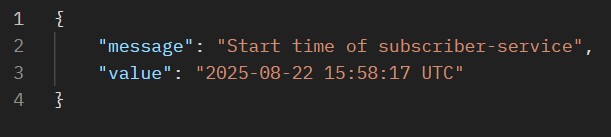 1 {
2     "message": "Start time of subscriber-service",
3     "value": "2025-08-22 15:58:17 UTC"
4 }